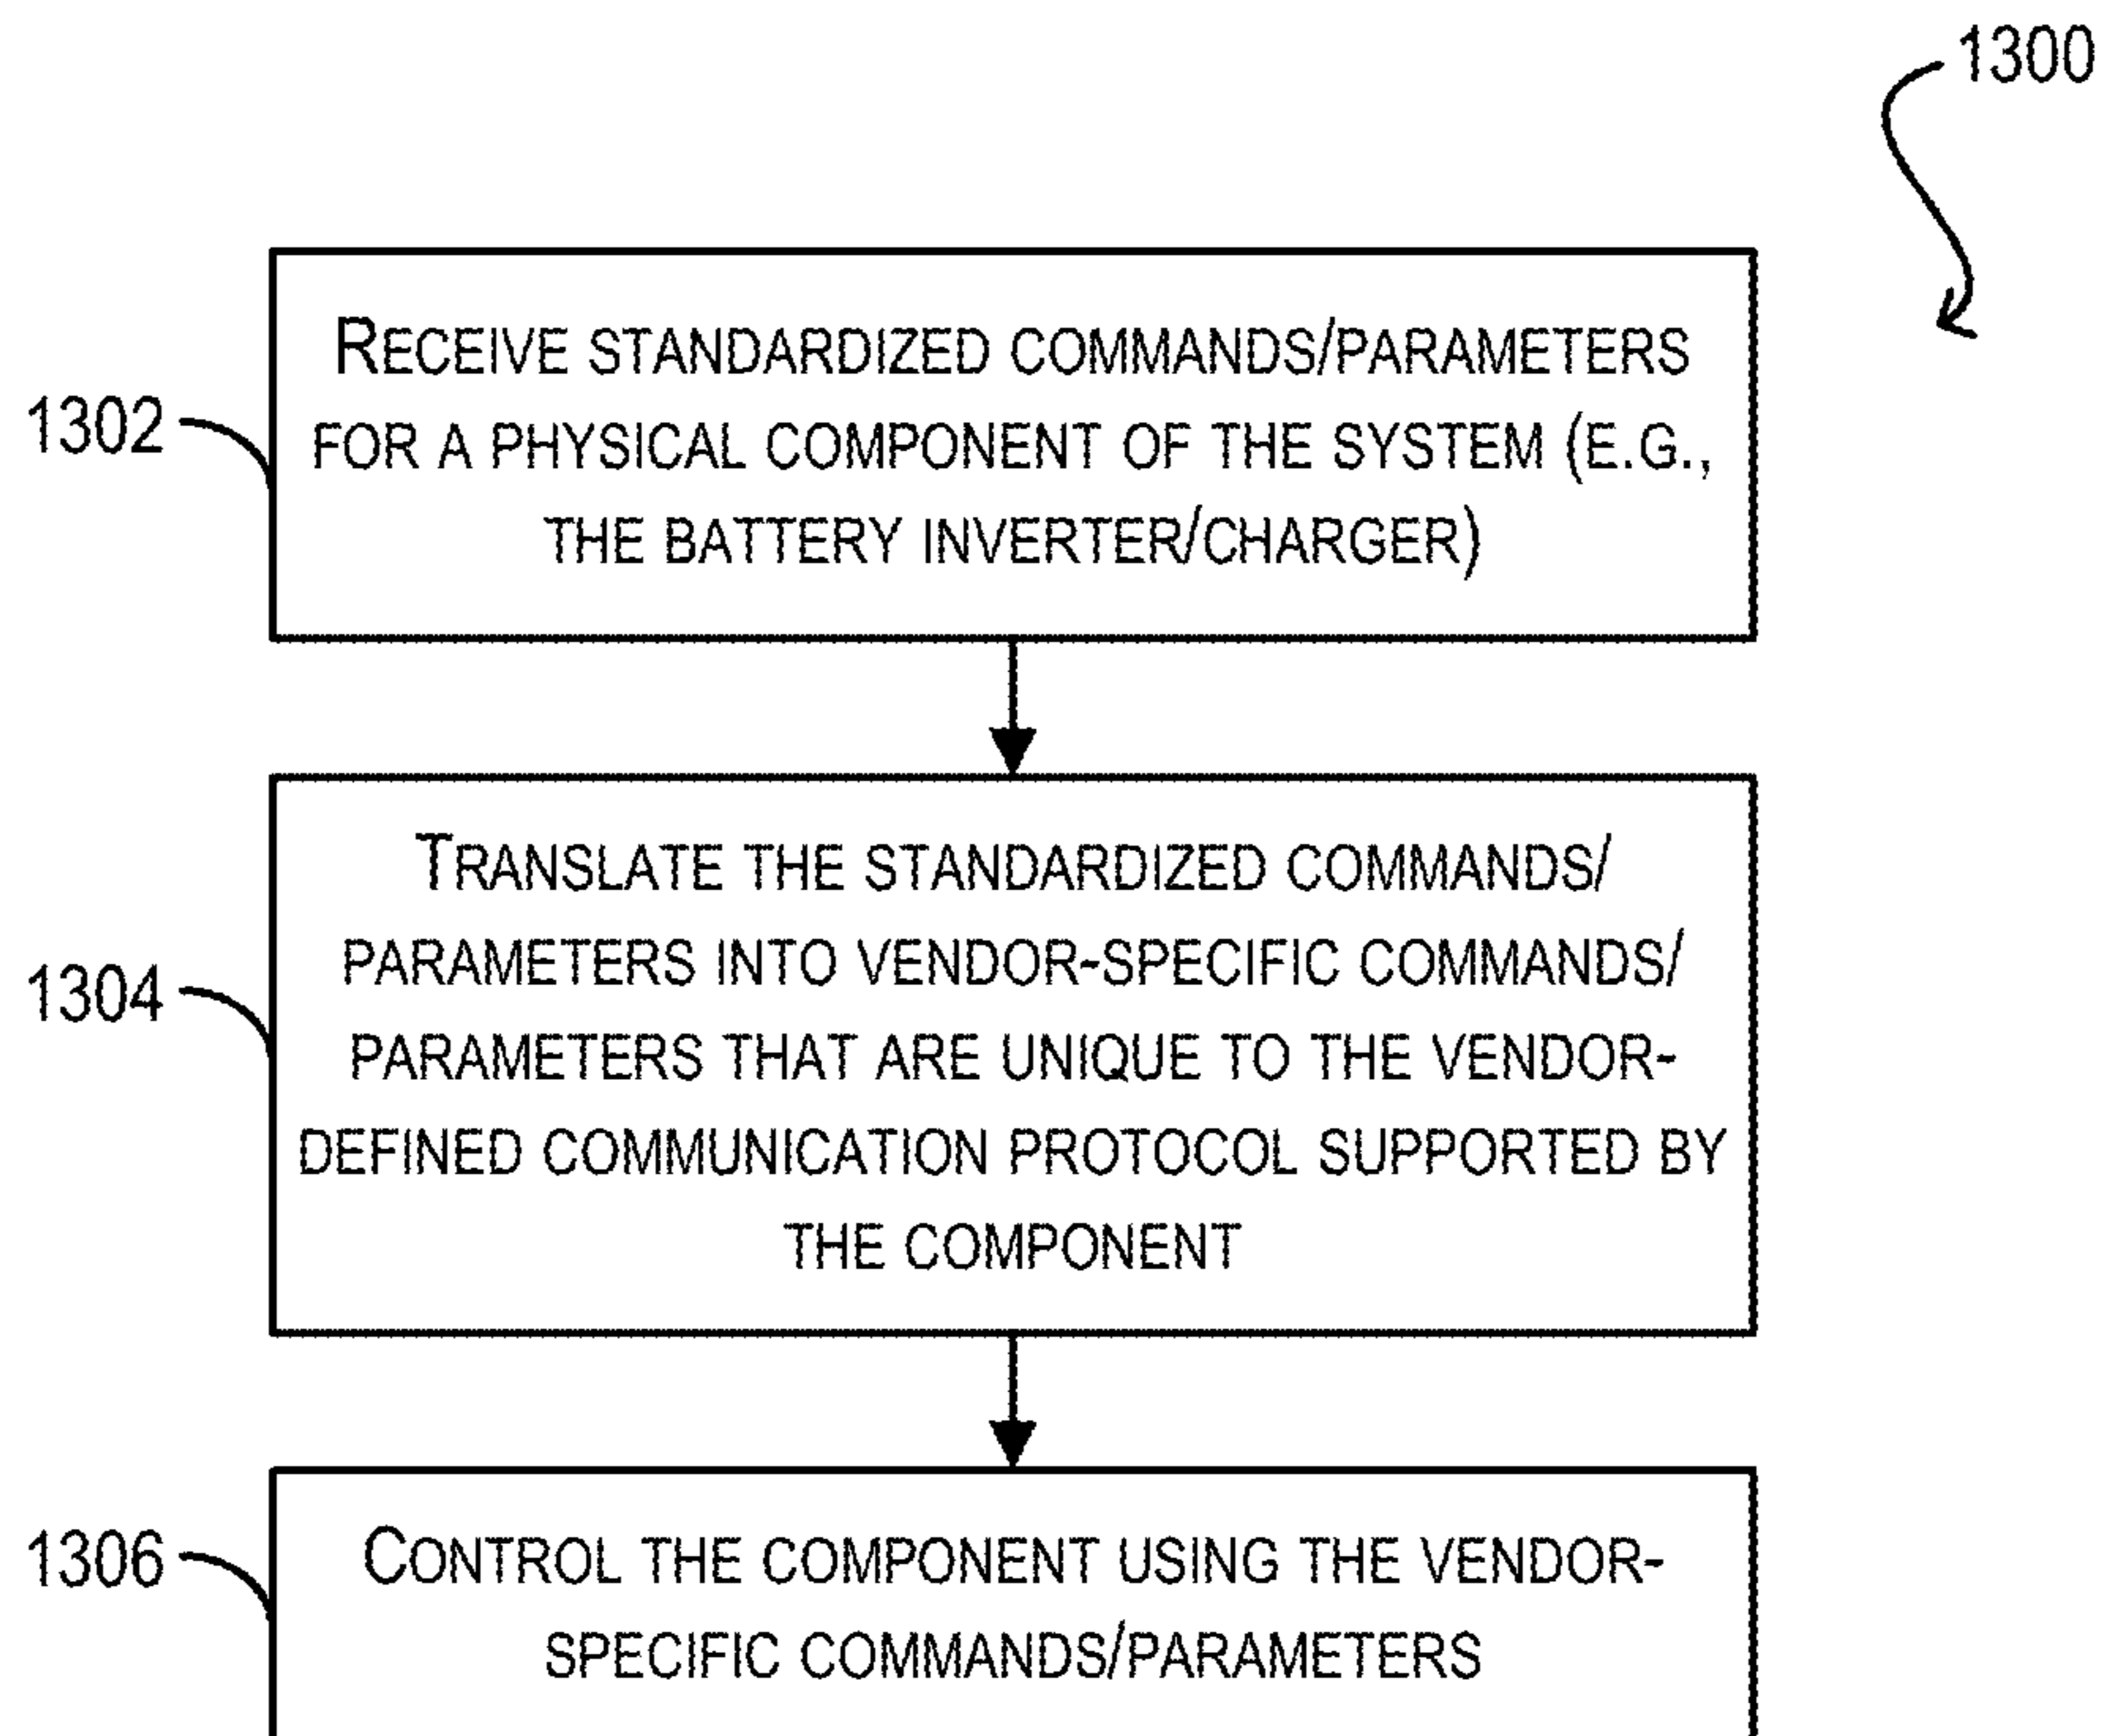 1300
RECEIVE STANDARDIZED COMMANDS/PARAMETERS
1302
FOR A PHYSICAL COMPONENT OF THE SYSTEM (E.G.,
THE BATTERY INVERTER/CHARGER)
TRANSLATE THE STANDARDIZED COMMANDS/
PARAMETERS INTO VENDOR-SPECIFIC COMMANDS/
1304
PARAMETERS THAT ARE UNIQUE TO THE VENDOR-
DEFINED COMMUNICATION PROTOCOL SUPPORTED BY
THE COMPONENT
1306
CONTROL THE COMPONENT USING THE VENDOR-
SPECIFIC COMMANDS/PARAMETERS